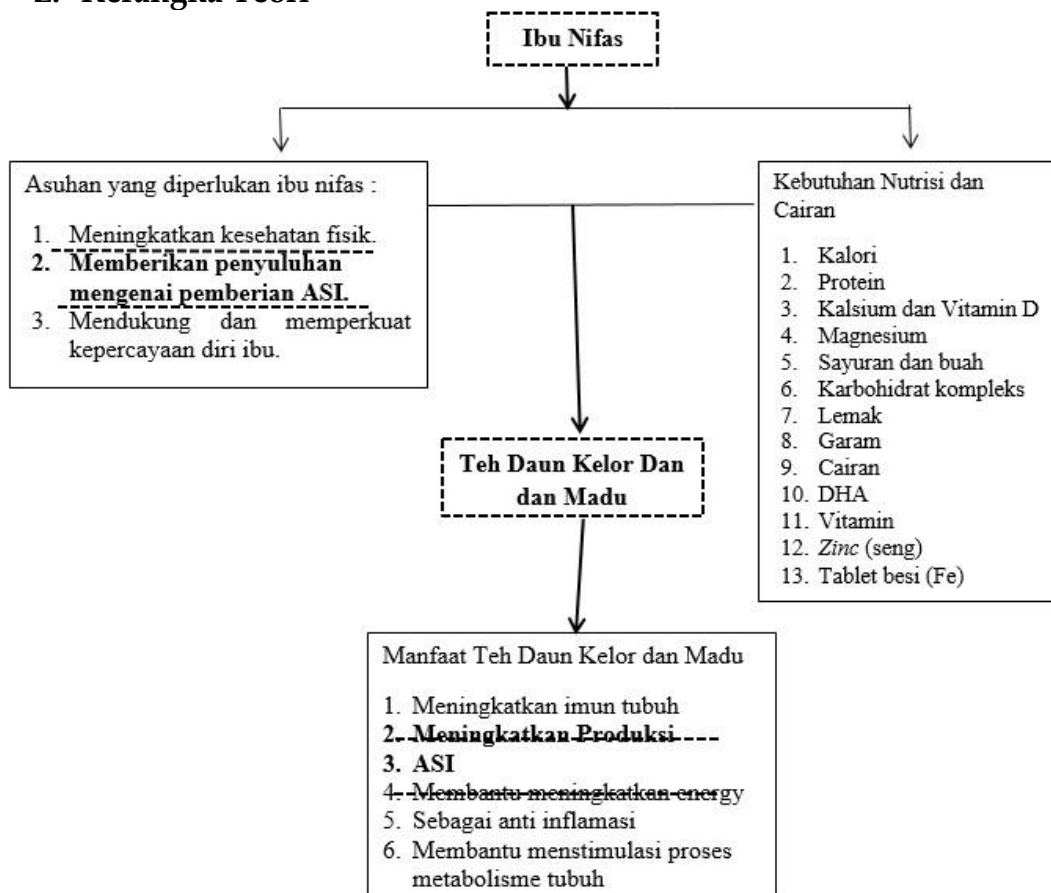 2. Kerangka Teori
Ibu Nifas
Asuhan yang diperlukan ibu nifas :
1. Meningkatkan kesehatan fisik.
2. Memberikan penyuluhan
mengenai pemberian ASI.
3. Mendukung dan memperkuat
kepercayaan diri ibu.
Kebutuhan Nutrisi dan
Cairan
1. Kalori
2. Protein
3. Kalsium dan Vitamin D
4. Magnesium
5. Sayuran dan buah
6. Karbohidrat kompleks
7. Lemak
8. Garam
9. Cairan
10. DHA
11. Vitamin
12. Zinc (seng)
13. Tablet besi (Fe)
Teh Daun Kelor Dan
dan Madu
Manfaat Teh Daun Kelor dan Madu
1. Meningkatkan imun tubuh
2. Meningkatkan Produksi
3. ASI
4. Membantu meningkatkan energy
5. Sebagai anti inflamasi
6. Membantu menstimulasi proses
metabolisme tubuh